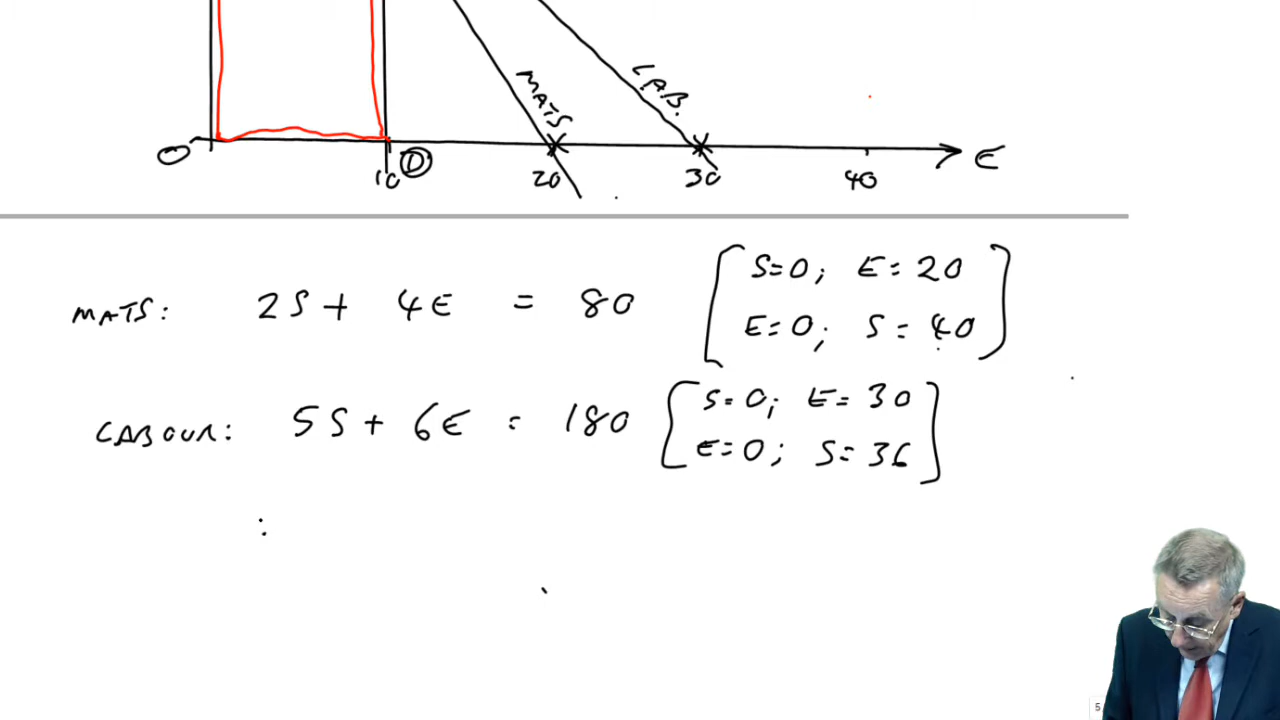 MATS
LAB.
O
10 D 20 30 40 E
MATS: 2S + 4E = 80 [S=0; E=20
E=0; S=40]
LABOUR: 5S + 6E = 180 [S=0; E=30
E=0; S=36]
:
5